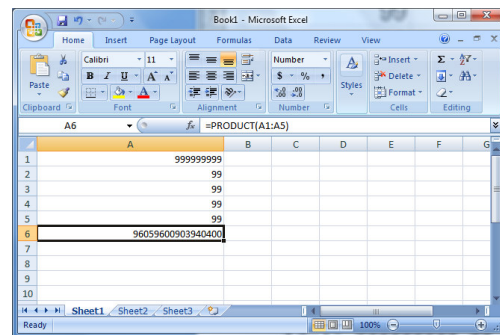 Book1 - Microsoft Excel
Home Insert Page Layout Formulas Data Review View
Calibri 11 Number
Paste B I U A A $ % , Styles Insert Delete Format Σ
Clipboard Font Alignment Number Cells Editing
A6 fx =PRODUCT(A1:A5)
A B C D E F G
1 999999999
2 99
3 99
4 99
5 99
6 96059600903940400
7
8
9
10
Sheet1 Sheet2 Sheet3
Ready 100%